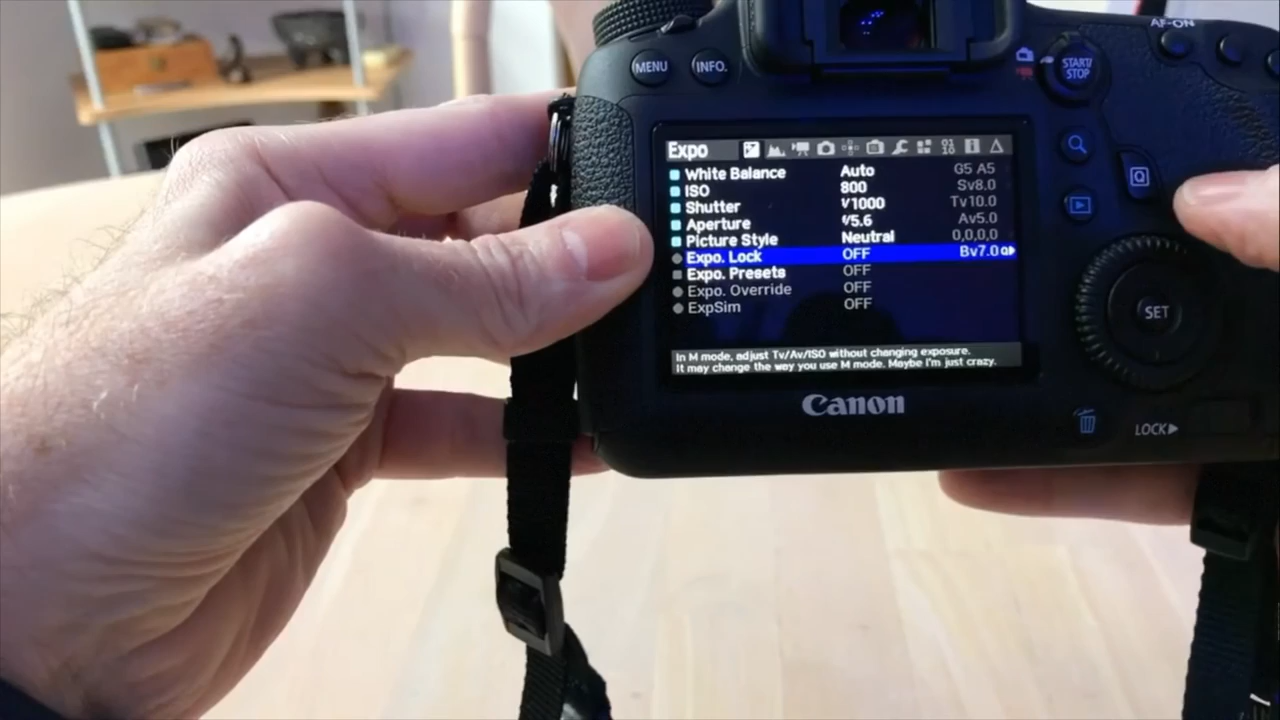 AF-ON
MENU INFO.
START/
STOP
Expo
White Balance Auto G5 A5
ISO 800 Sv8.0
Shutter 1/1000 Tv10.0
Aperture f/5.6 Av5.0
Picture Style Neutral 0,0,0,0
Expo. Lock OFF Bv7.0 Q
Expo. Presets OFF
Expo. Override OFF
ExpSim OFF
In M mode, adjust Tv/Av/ISO without changing exposure.
It may change the way you use M mode. Maybe I'm just crazy.
Q
SET
Canon
LOCK